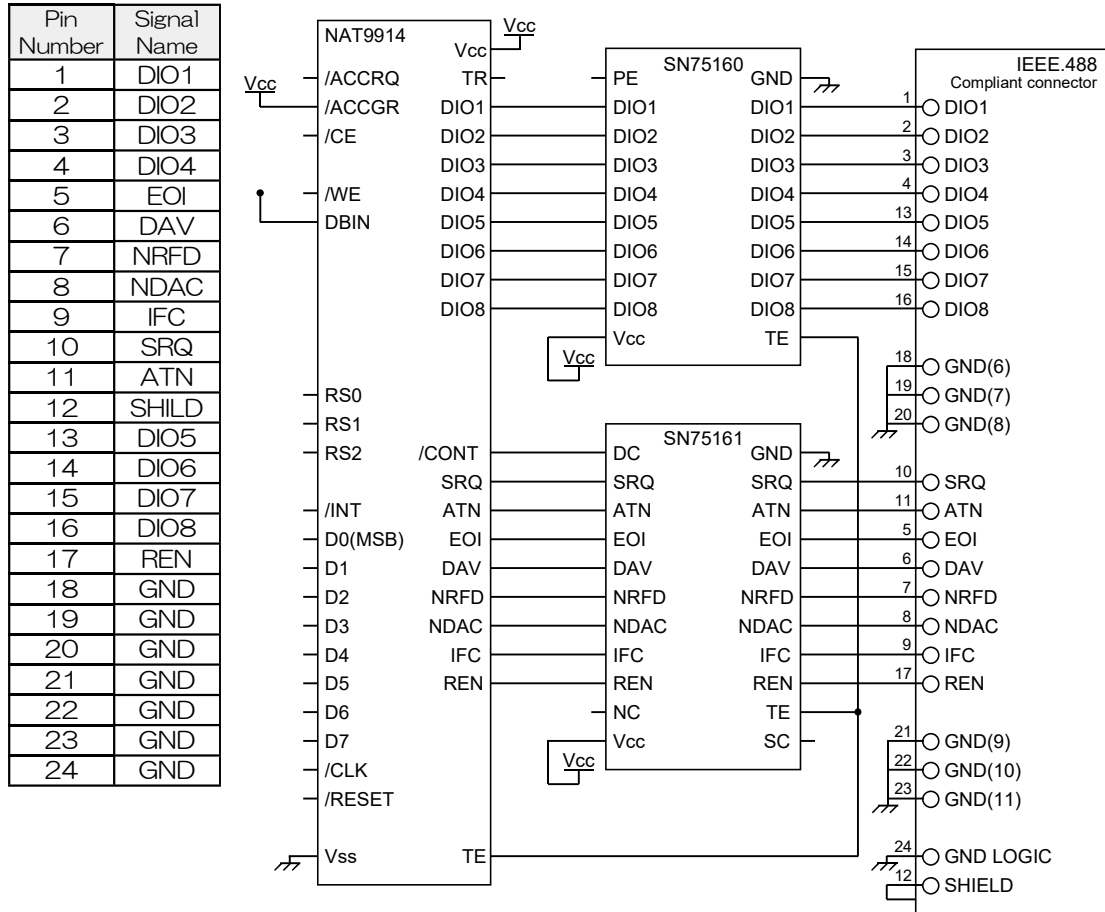 Pin Number Signal Name
1 DIO1
2 DIO2
3 DIO3
4 DIO4
5 EOI
6 DAV
7 NRFD
8 NDAC
9 IFC
10 SRQ
11 ATN
12 SHILD
13 DIO5
14 DIO6
15 DIO7
16 DIO8
17 REN
18 GND
19 GND
20 GND
21 GND
22 GND
23 GND
24 GND
NAT9914
Vcc
Vcc
Vcc
/ACCRQ TR
/ACCGR DIO1
/CE DIO2
DIO3
/WE DIO4
DBIN DIO5
DIO6
DIO7
DIO8
RS0
RS1
RS2 /CONT
SRQ
/INT ATN
D0(MSB) EOI
D1 DAV
D2 NRFD
D3 NDAC
D4 IFC
D5 REN
D6
D7
/CLK
/RESET
Vss TE
SN75160
PE GND
DIO1 DIO1
DIO2 DIO2
DIO3 DIO3
DIO4 DIO4
DIO5 DIO5
DIO6 DIO6
DIO7 DIO7
DIO8 DIO8
Vcc TE
Vcc
SN75161
DC GND
SRQ SRQ
ATN ATN
EOI EOI
DAV DAV
NRFD NRFD
NDAC NDAC
IFC IFC
REN REN
NC TE
Vcc SC
Vcc
IEEE.488
Compliant connector
1 DIO1
2 DIO2
3 DIO3
4 DIO4
13 DIO5
14 DIO6
15 DIO7
16 DIO8
18 GND(6)
19 GND(7)
20 GND(8)
10 SRQ
11 ATN
5 EOI
6 DAV
7 NRFD
8 NDAC
9 IFC
17 REN
21 GND(9)
22 GND(10)
23 GND(11)
24 GND LOGIC
12 SHIELD